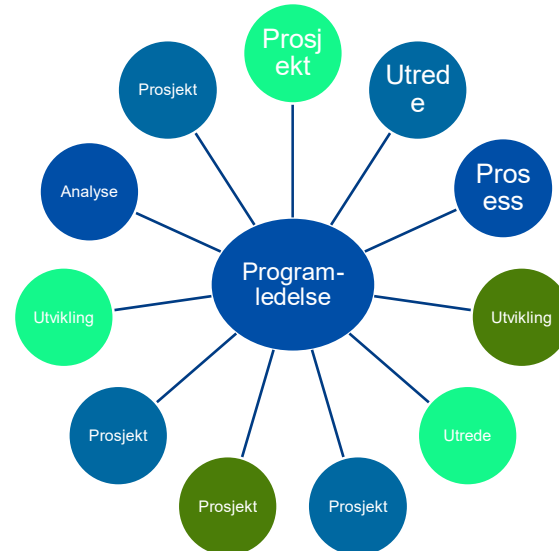 Prosj
ekt
Utred
e
Prosjekt
Pros
ess
Analyse
Program-
ledelse
Utvikling
Utvikling
Prosjekt
Utrede
Prosjekt
Prosjekt